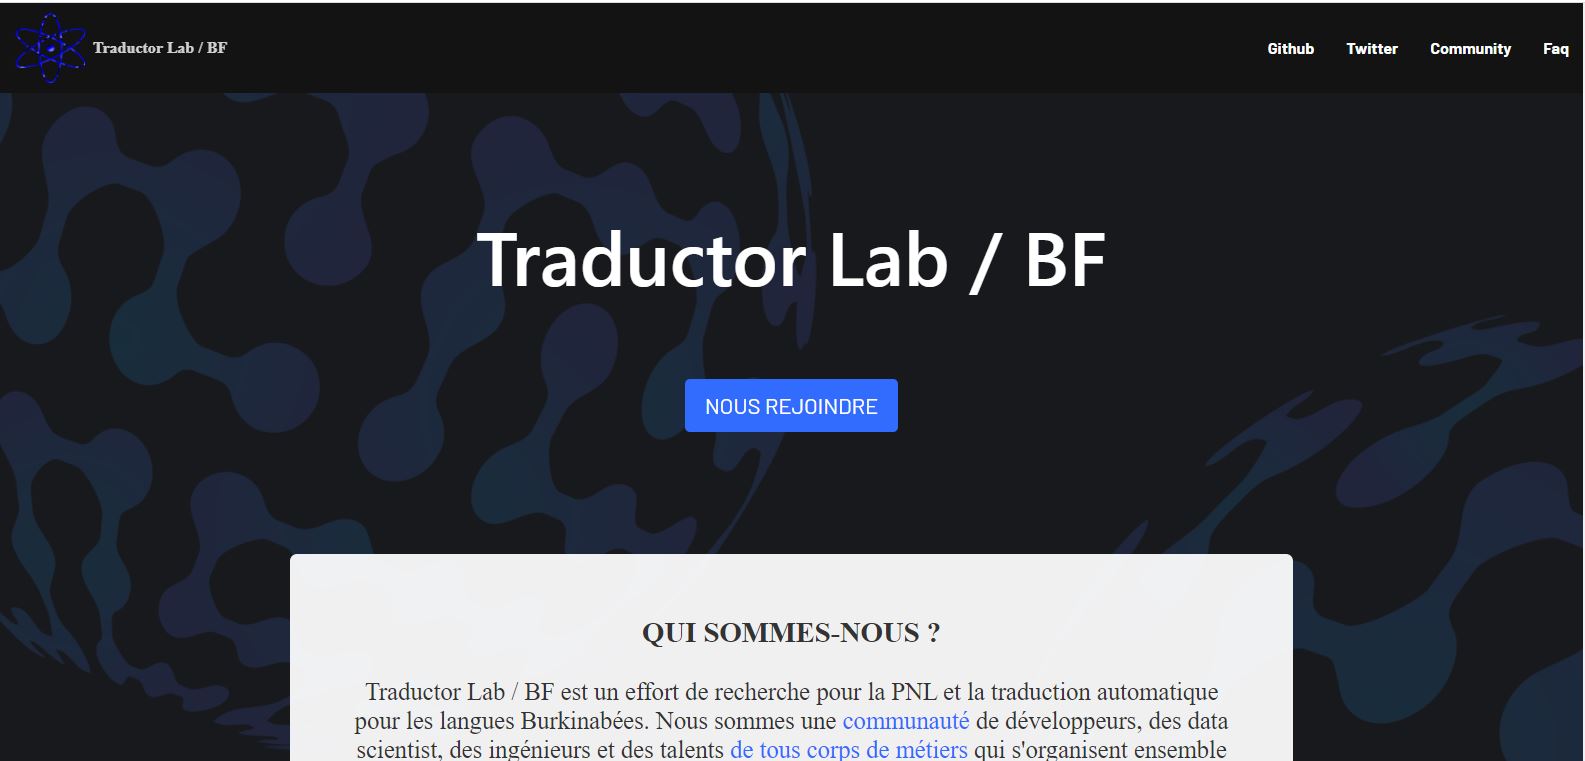 Traductor Lab / BF
Github
Twitter
Community
Faq
Traductor Lab / BF
NOUS REJOINDRE
QUI SOMMES-NOUS ?
Traductor Lab / BF est un effort de recherche pour la PNL et la traduction automatique
pour les langues Burkinabées. Nous sommes une communauté de développeurs, des data
scientist, des ingénieurs et des talents de tous corps de métiers qui s'organisent ensemble